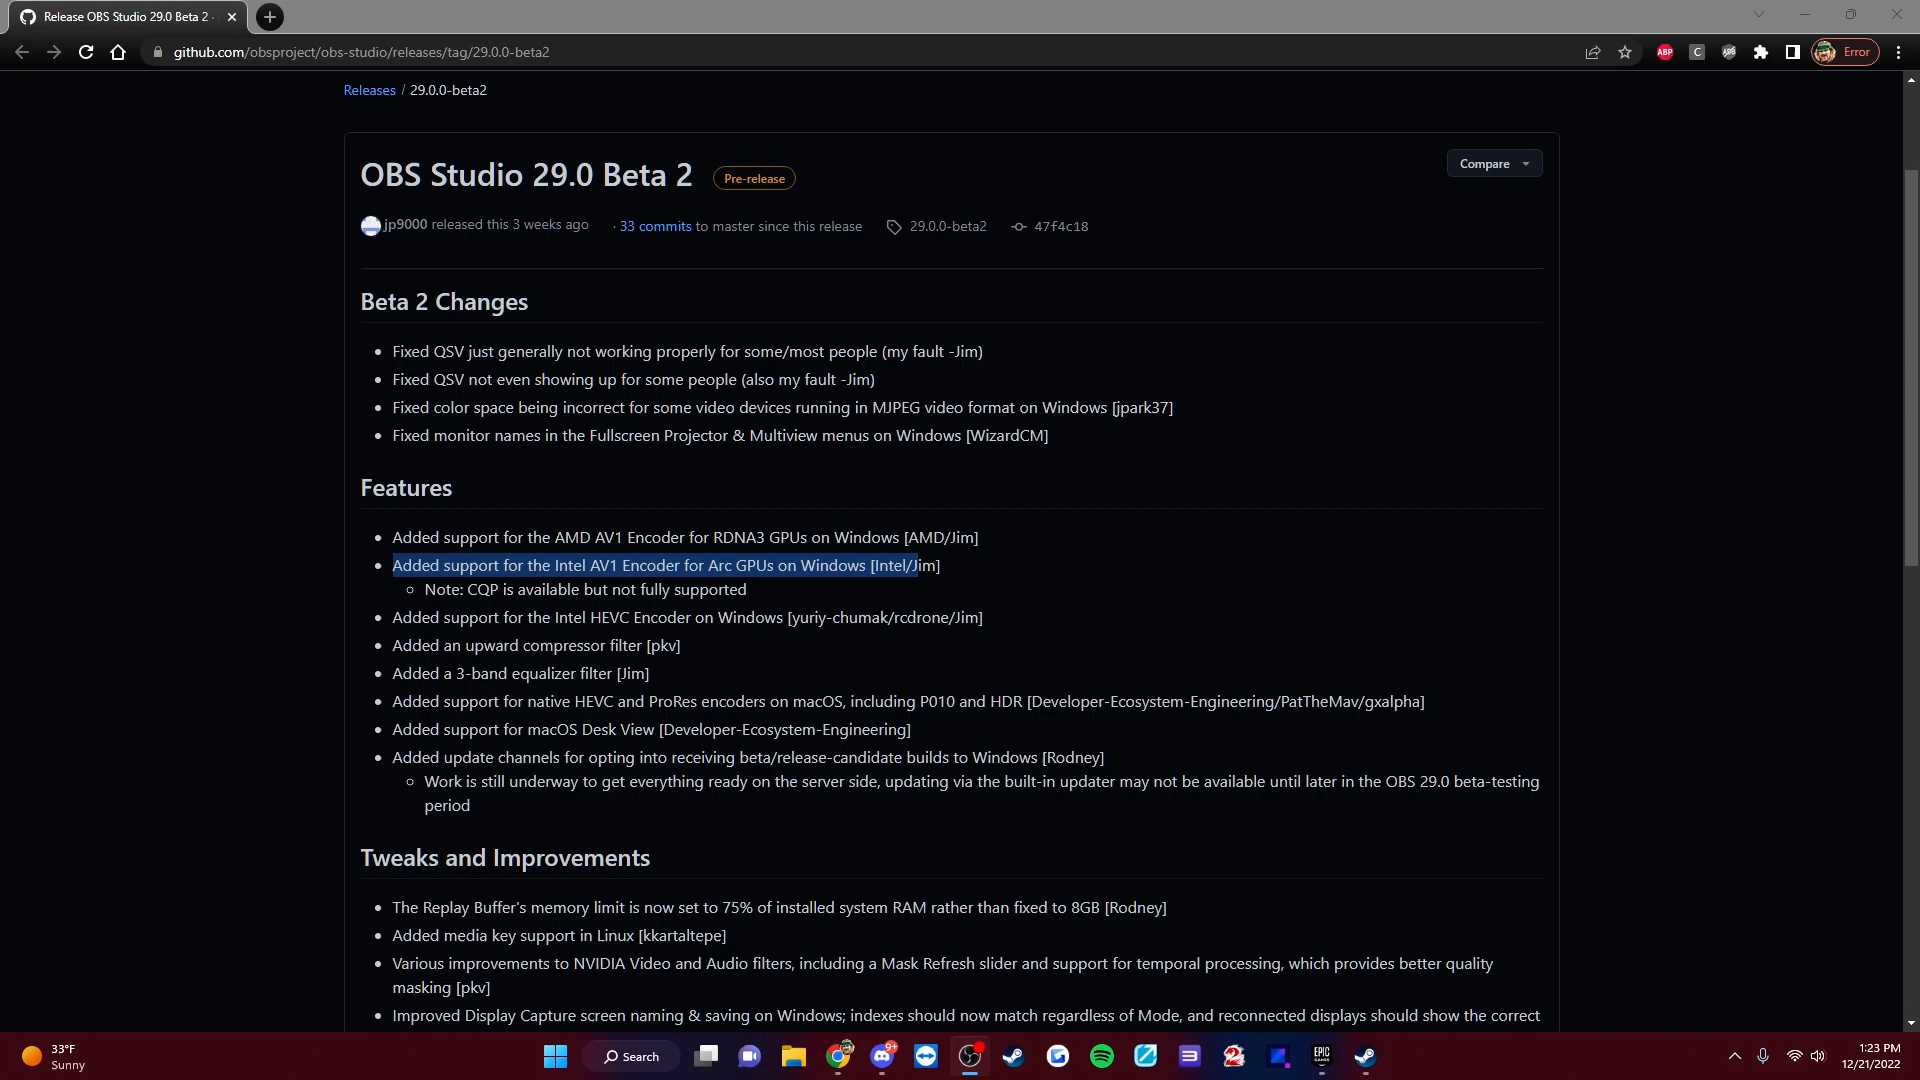 Release OBS Studio 29.0 Beta 2 ·
github.com/obsproject/obs-studio/releases/tag/29.0.0-beta2
ABP
C
Error
Releases / 29.0.0-beta2
OBS Studio 29.0 Beta 2
Pre-release
Compare
jp9000 released this 3 weeks ago
· 33 commits to master since this release
29.0.0-beta2
47f4c18
Beta 2 Changes
• Fixed QSV just generally not working properly for some/most people (my fault -Jim)
• Fixed QSV not even showing up for some people (also my fault -Jim)
• Fixed color space being incorrect for some video devices running in MJPEG video format on Windows [jpark37]
• Fixed monitor names in the Fullscreen Projector & Multiview menus on Windows [WizardCM]
Features
• Added support for the AMD AV1 Encoder for RDNA3 GPUs on Windows [AMD/Jim]
• Added support for the Intel AV1 Encoder for Arc GPUs on Windows [Intel/Jim]
◦ Note: CQP is available but not fully supported
• Added support for the Intel HEVC Encoder on Windows [yuriy-chumak/rcdrone/Jim]
• Added an upward compressor filter [pkv]
• Added a 3-band equalizer filter [Jim]
• Added support for native HEVC and ProRes encoders on macOS, including P010 and HDR [Developer-Ecosystem-Engineering/PatTheMav/gxalpha]
• Added support for macOS Desk View [Developer-Ecosystem-Engineering]
• Added update channels for opting into receiving beta/release-candidate builds to Windows [Rodney]
◦ Work is still underway to get everything ready on the server side, updating via the built-in updater may not be available until later in the OBS 29.0 beta-testing
period
Tweaks and Improvements
• The Replay Buffer's memory limit is now set to 75% of installed system RAM rather than fixed to 8GB [Rodney]
• Added media key support in Linux [kkartaltepe]
• Various improvements to NVIDIA Video and Audio filters, including a Mask Refresh slider and support for temporal processing, which provides better quality
masking [pkv]
• Improved Display Capture screen naming & saving on Windows; indexes should now match regardless of Mode, and reconnected displays should show the correct
33°F
Sunny
Search
9+
EPIC
GAMES
1:23 PM
12/21/2022